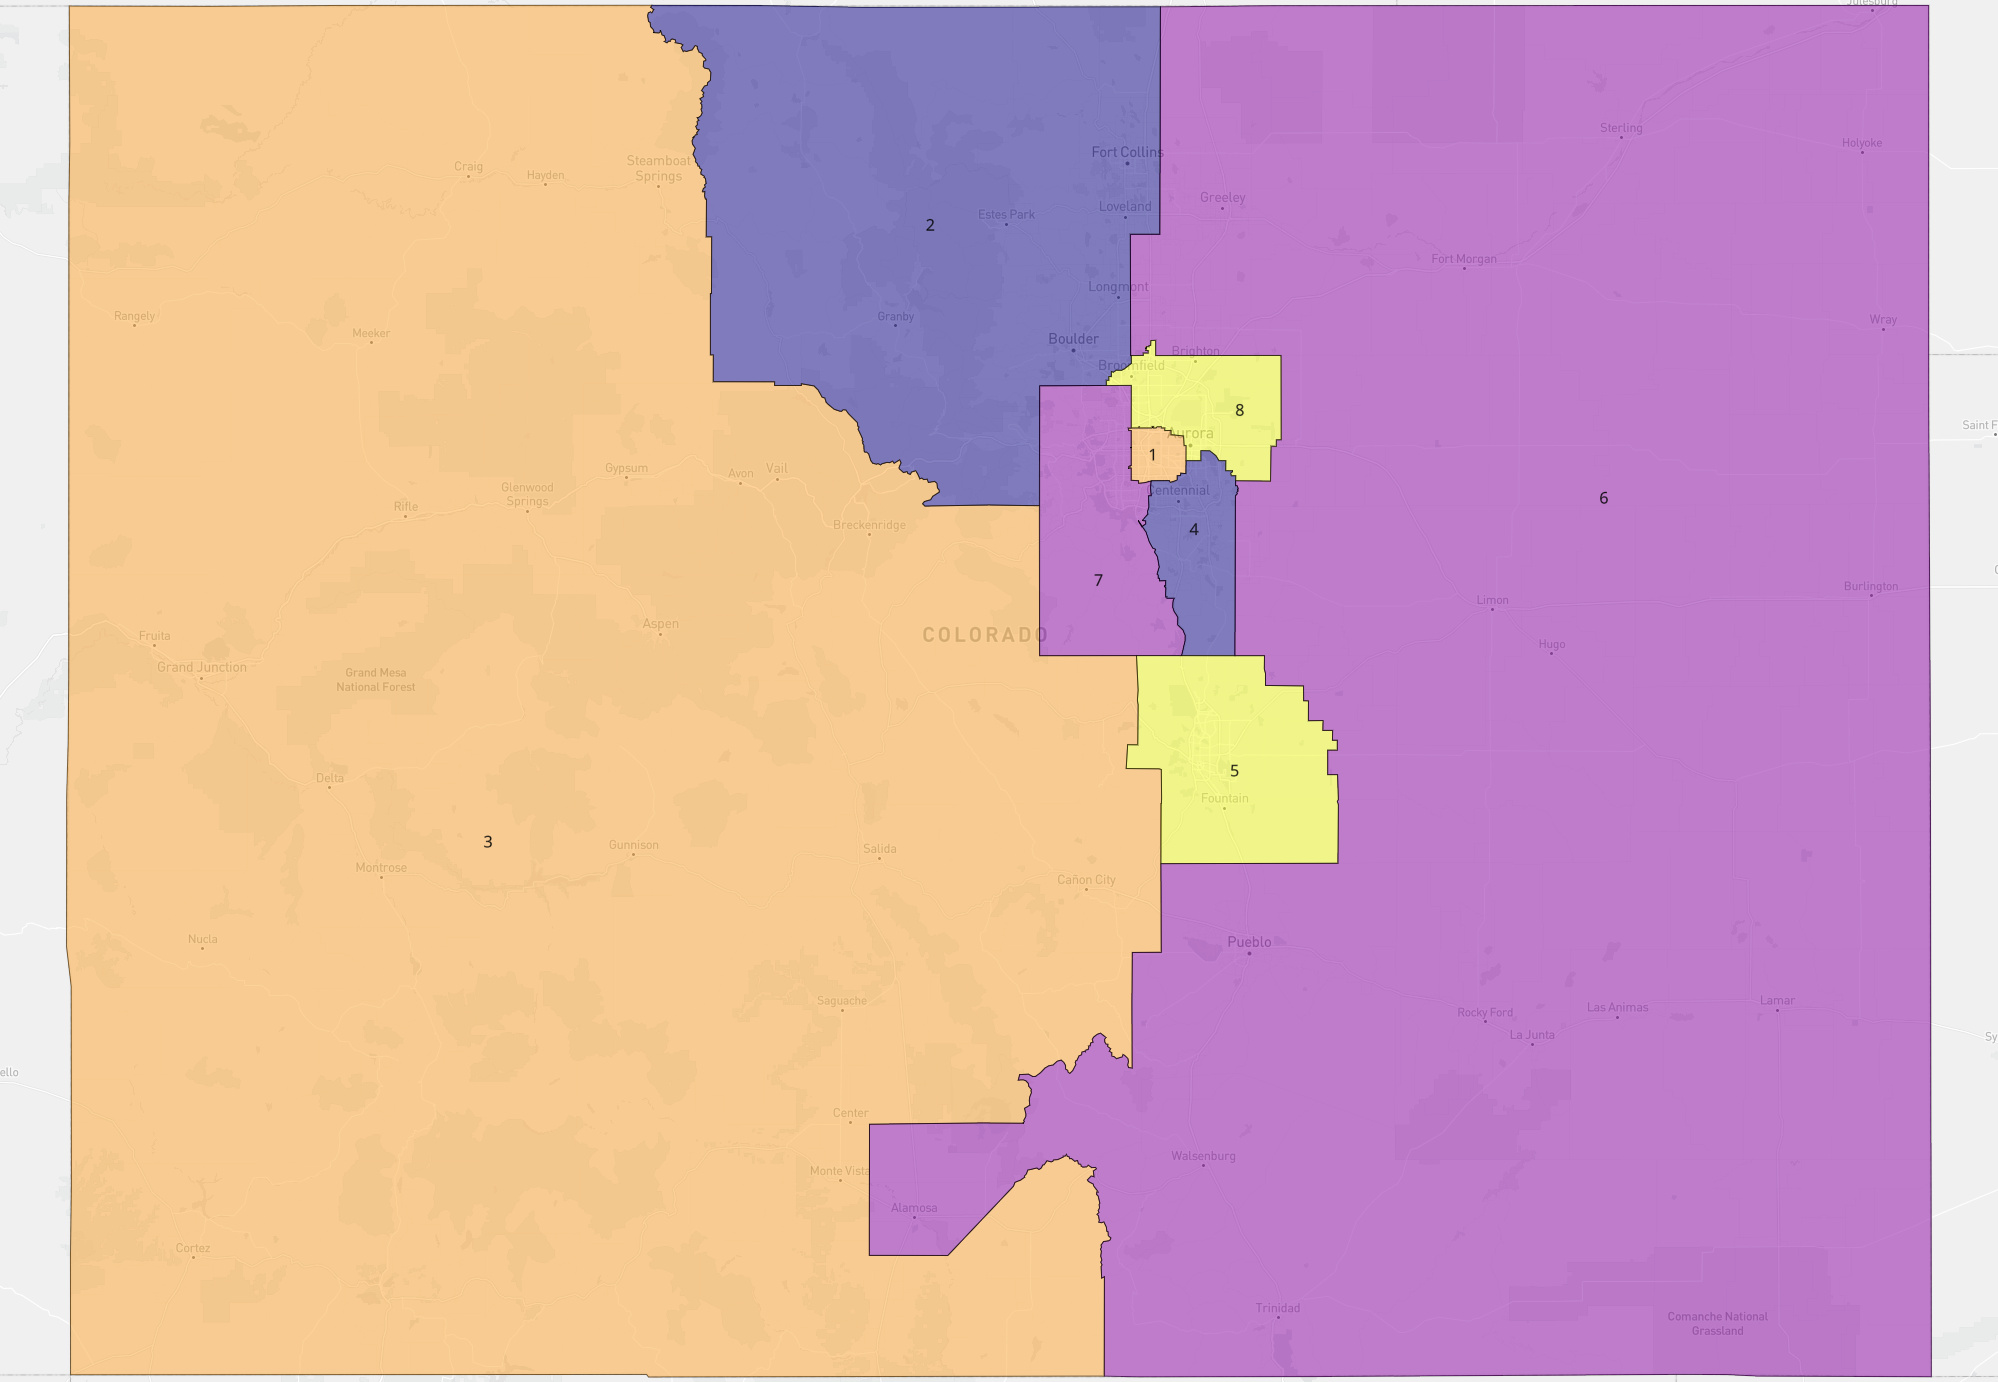 Julesburg
Sterling
Holyoke
Fort Collins
Steamboat
Springs
Craig
Hayden
Greeley
Loveland
Estes Park
2
Fort Morgan
Longmont
Rangely
Meeker
Granby
Wray
Boulder
Brighton
Broomfield
8
Saint F
Aurora
1
Gypsum
Vail
Avon
Glenwood
Springs
Centennial
6
Rifle
Breckenridge
4
7
Burlington
Limon
Aspen
COLORADO
Fruita
Hugo
Grand Junction
Grand Mesa
National Forest
5
Delta
Fountain
3
Gunnison
Salida
Montrose
Cañon City
Nucla
Pueblo
Saguache
Las Animas
Lamar
Rocky Ford
La Junta
Sy
ello
Center
Walsenburg
Monte Vista
Alamosa
Cortez
Trinidad
Comanche National
Grassland